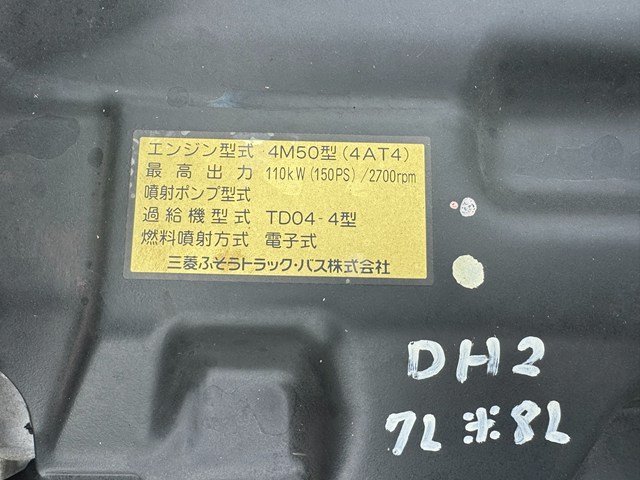 エンジン型式 4M50型(4AT4)
最高出力 110kW(150PS)/2700rpm
噴射ポンプ型式
過給機型式 TD04-4型
燃料噴射方式 電子式
三菱ふそうトラック・バス株式会社
DH2
7L※8L